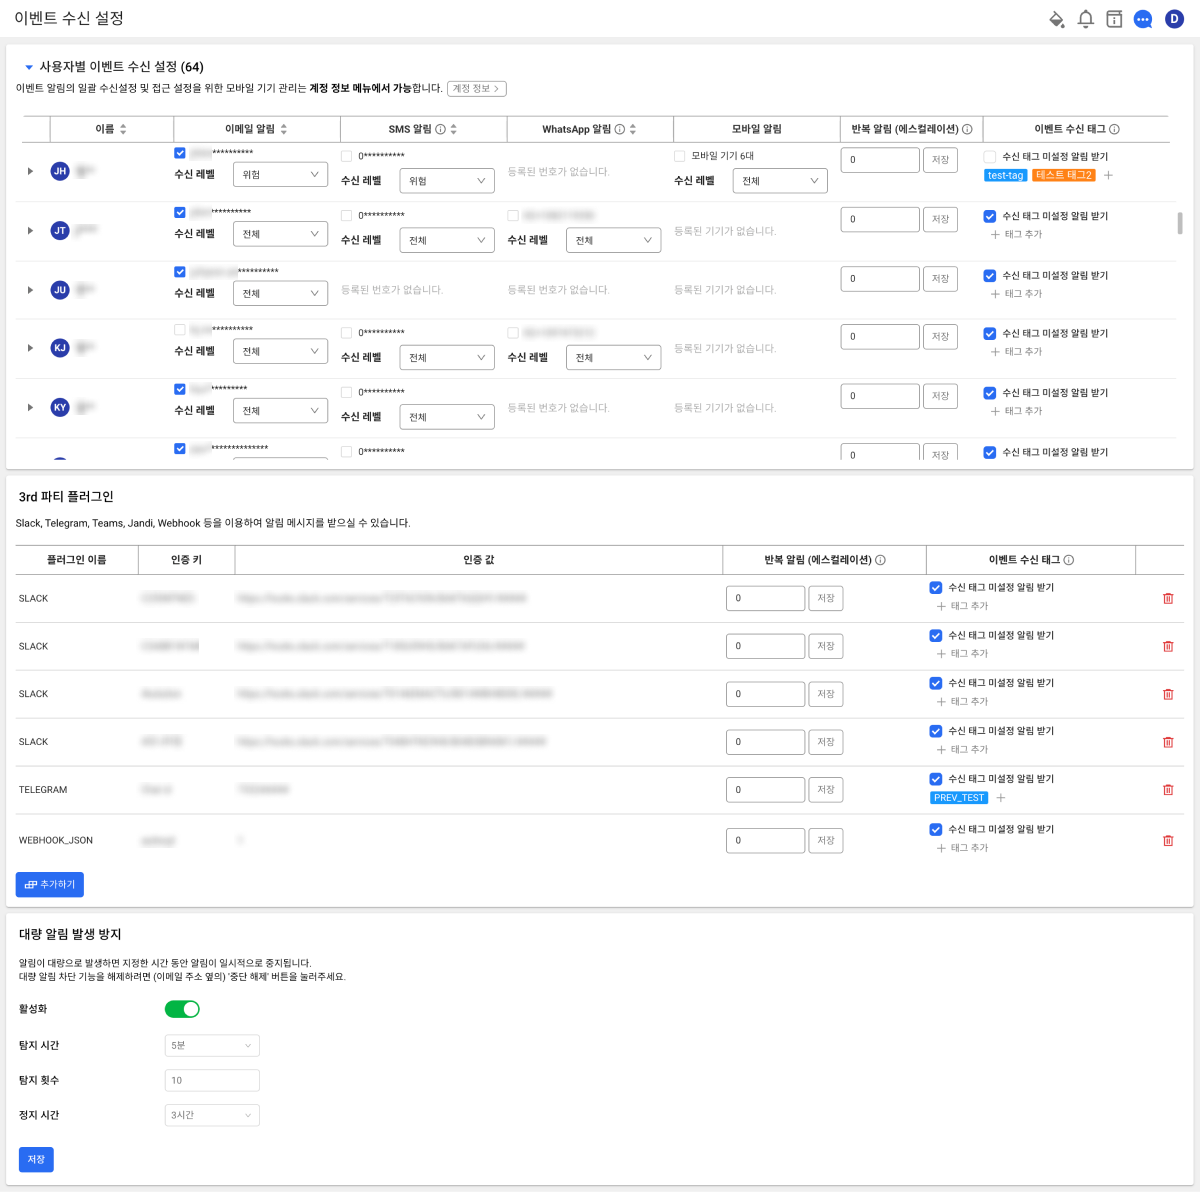 이벤트 수신 설정
D
사용자별 이벤트 수신 설정 (64)
이벤트 알림의 일괄 수신설정 및 접근 설정을 위한 모바일 기기 관리는 계정 정보 메뉴에서 가능합니다. 계정 정보 >
이름 이메일 알림 SMS 알림 WhatsApp 알림 모바일 알림 반복 알림 (에스컬레이션) 이벤트 수신 태그
**********  0********** 모바일 기기 6대 수신 태그 미설정 알림 받기
JH 수신 레벨 위험 수신 레벨 위험 등록된 번호가 없습니다. 수신 레벨 전체 0 저장 test-tag 테스트 태그2 +
********** 0********** 수신 태그 미설정 알림 받기
JT 수신 레벨 전체 수신 레벨 전체 수신 레벨 전체 등록된 기기가 없습니다. 0 저장 + 태그 추가
********** 수신 태그 미설정 알림 받기
JU 수신 레벨 전체 등록된 번호가 없습니다. 등록된 번호가 없습니다. 등록된 기기가 없습니다. 0 저장 + 태그 추가
********** 0********** 수신 태그 미설정 알림 받기
KJ 수신 레벨 전체 수신 레벨 전체 수신 레벨 전체 등록된 기기가 없습니다. 0 저장 + 태그 추가
********* 0********** 수신 태그 미설정 알림 받기
KY 수신 레벨 전체 수신 레벨 전체 등록된 번호가 없습니다. 등록된 기기가 없습니다. 0 저장 + 태그 추가
************** 0********** 0 저장 수신 태그 미설정 알림 받기
3rd 파티 플러그인
Slack, Telegram, Teams, Jandi, Webhook 등을 이용하여 알림 메시지를 받으실 수 있습니다.
플러그인 이름 인증 키 인증 값 반복 알림 (에스컬레이션) 이벤트 수신 태그
SLACK 0 저장 수신 태그 미설정 알림 받기
+ 태그 추가
SLACK 0 저장 수신 태그 미설정 알림 받기
+ 태그 추가
SLACK 0 저장 수신 태그 미설정 알림 받기
+ 태그 추가
SLACK 0 저장 수신 태그 미설정 알림 받기
+ 태그 추가
TELEGRAM 0 저장 수신 태그 미설정 알림 받기
PREV_TEST +
WEBHOOK_JSON 0 저장 수신 태그 미설정 알림 받기
+ 태그 추가
추가하기
대량 알림 발생 방지
알림이 대량으로 발생하면 지정한 시간 동안 알림이 일시적으로 중지됩니다.
대량 알림 차단 기능을 해제하려면 (이메일 주소 옆의) '중단 해제' 버튼을 눌러주세요.
활성화
탐지 시간 5분
탐지 횟수 10
정지 시간 3시간
저장